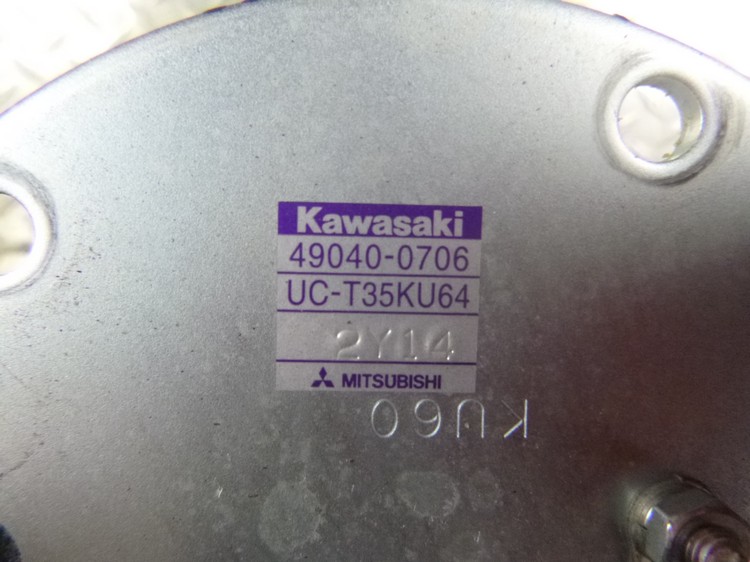 Kawasaki
49040-0706
UC-T35KU64
2Y14
MITSUBISHI
KU60